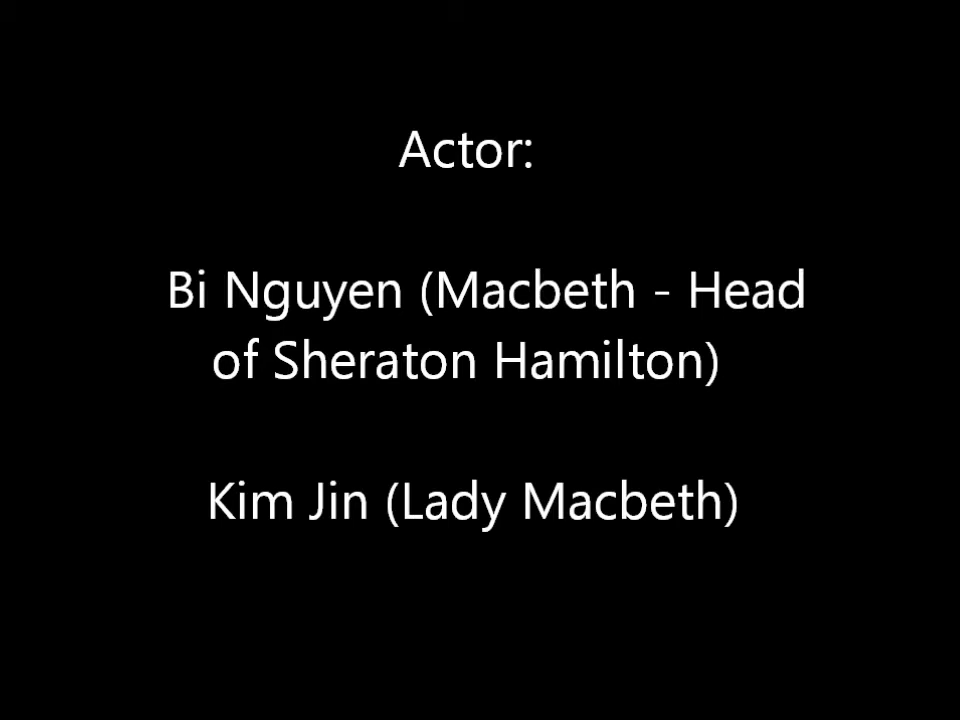 Actor:
Bi Nguyen (Macbeth - Head
of Sheraton Hamilton)
Kim Jin (Lady Macbeth)